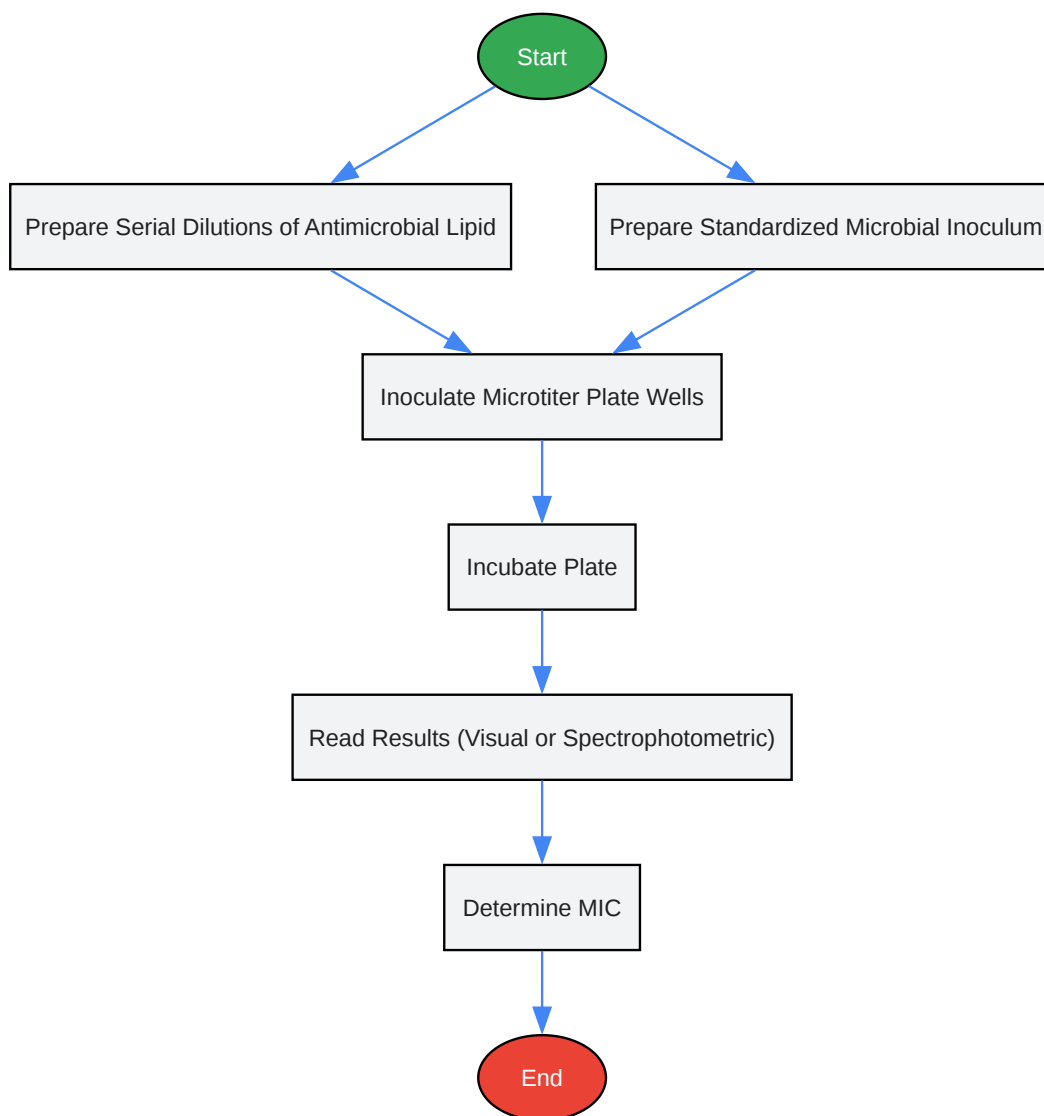 Start
Prepare Serial Dilutions of Antimicrobial Lipid
Prepare Standardized Microbial Inoculum
Inoculate Microtiter Plate Wells
Incubate Plate
Read Results (Visual or Spectrophotometric)
Determine MIC
End